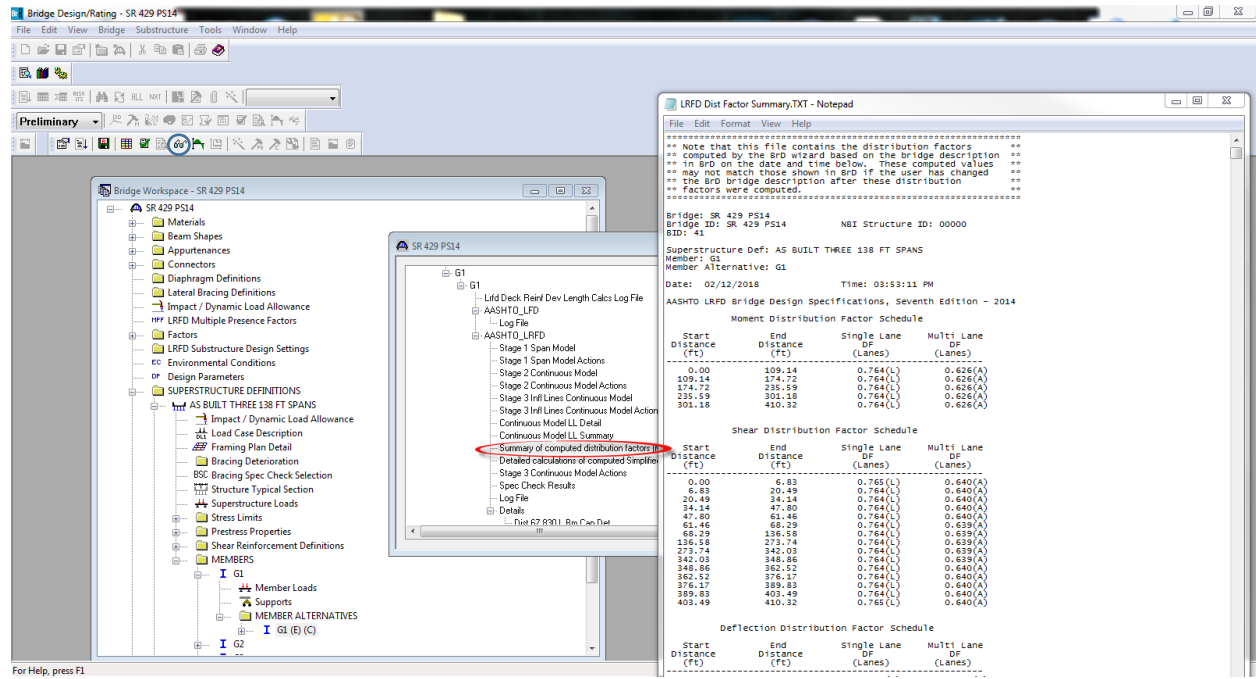 Bridge Design/Rating - SR 429 PS14
File Edit View Bridge Substructure Tools Window Help
ALL NXT
Preliminary
Bridge Workspace - SR 429 PS14
SR 429 PS14
Materials
Beam Shapes
Appurtenances
Connectors
Diaphragm Definitions
Lateral Bracing Definitions
Impact / Dynamic Load Allowance
MPF LRFD Multiple Presence Factors
Factors
LRFD Substructure Design Settings
EC Environmental Conditions
DP Design Parameters
SUPERSTRUCTURE DEFINITIONS
AS BUILT THREE 138 FT SPANS
Impact / Dynamic Load Allowance
Load Case Description
Framing Plan Detail
Bracing Deterioration
BSC Bracing Spec Check Selection
Structure Typical Section
Superstructure Loads
Stress Limits
Prestress Properties
Shear Reinforcement Definitions
MEMBERS
G1
Member Loads
Supports
MEMBER ALTERNATIVES
G1 (E) (C)
G2
SR 429 PS14
G1
G1
Lrfd Deck Reinf Dev Length Calcs Log File
AASHTO_LFD
Log File
AASHTO_LRFD
Stage 1 Span Model
Stage 1 Span Model Actions
Stage 2 Continuous Model
Stage 2 Continuous Model Actions
Stage 3 Infl Lines Continuous Model
Stage 3 Infl Lines Continuous Model Action
Continuous Model LL Detail
Continuous Model LL Summary
Summary of computed distribution factors
Detailed calculations of computed Simplifie
Stage 3 Continuous Model Actions
Spec Check Results
Log File
Details
LRFD Dist Factor Summary.TXT - Notepad
File Edit Format View Help
*****************************************************************
** Note that this file contains the distribution factors **
** computed by the BrD wizard based on the bridge description **
** in BrD on the date and time below. These computed values **
** may not match those shown in BrD if the user has changed **
** the BrD bridge description after these distribution **
** factors were computed. **
*****************************************************************
Bridge: SR 429 PS14
Bridge ID: SR 429 PS14 NBI Structure ID: 00000
BID: 41
Superstructure Def: AS BUILT THREE 138 FT SPANS
Member: G1
Member Alternative: G1
Date: 02/12/2018 Time: 03:53:11 PM
AASHTO LRFD Bridge Design Specifications, Seventh Edition - 2014
Moment Distribution Factor Schedule
Start End Single Lane Multi Lane
Distance Distance DF DF
(ft) (ft) (Lanes) (Lanes)
0.00 109.14 0.764(L) 0.626(A)
109.14 174.72 0.764(L) 0.626(A)
174.72 235.59 0.764(L) 0.626(A)
235.59 301.18 0.764(L) 0.626(A)
301.18 410.32 0.764(L) 0.626(A)
Shear Distribution Factor Schedule
Start End Single Lane Multi Lane
Distance Distance DF DF
(ft) (ft) (Lanes) (Lanes)
0.00 6.83 0.765(L) 0.640(A)
6.83 20.49 0.764(L) 0.640(A)
20.49 34.14 0.764(L) 0.640(A)
34.14 47.80 0.764(L) 0.640(A)
47.80 61.46 0.764(L) 0.639(A)
61.46 68.29 0.764(L) 0.639(A)
68.29 136.58 0.764(L) 0.639(A)
136.58 273.74 0.764(L) 0.639(A)
273.74 342.03 0.764(L) 0.639(A)
342.03 348.86 0.764(L) 0.639(A)
348.86 362.52 0.764(L) 0.640(A)
362.52 376.17 0.764(L) 0.640(A)
376.17 389.83 0.764(L) 0.640(A)
389.83 403.49 0.764(L) 0.640(A)
403.49 410.32 0.765(L) 0.640(A)
Deflection Distribution Factor Schedule
Start End Single Lane Multi Lane
Distance Distance DF DF
(ft) (ft) (Lanes) (Lanes)
For Help, press F1